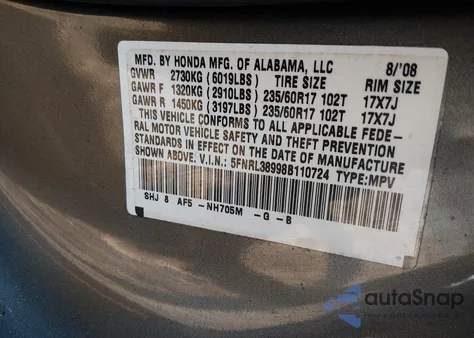 MFD. BY HONDA MFG. OF ALABAMA, LLC 8/'08
GVWR 2730KG (6019LBS) TIRE SIZE RIM SIZE
GAWR F 1320KG (2910LBS) 235/60R17 102T 17X7J
GAWR R 1450KG (3197LBS) 235/60R17 102T 17X7J
THIS VEHICLE CONFORMS TO ALL APPLICABLE FEDE-
RAL MOTOR VEHICLE SAFETY AND THEFT PREVENTION
STANDARDS IN EFFECT ON THE DATE OF MANUFACTURE
SHOWN ABOVE. V.I.N.: 5FNRL38998B110724 TYPE:MPV
SHJ 8 AF5 -NH705M -G -B
autoSnap